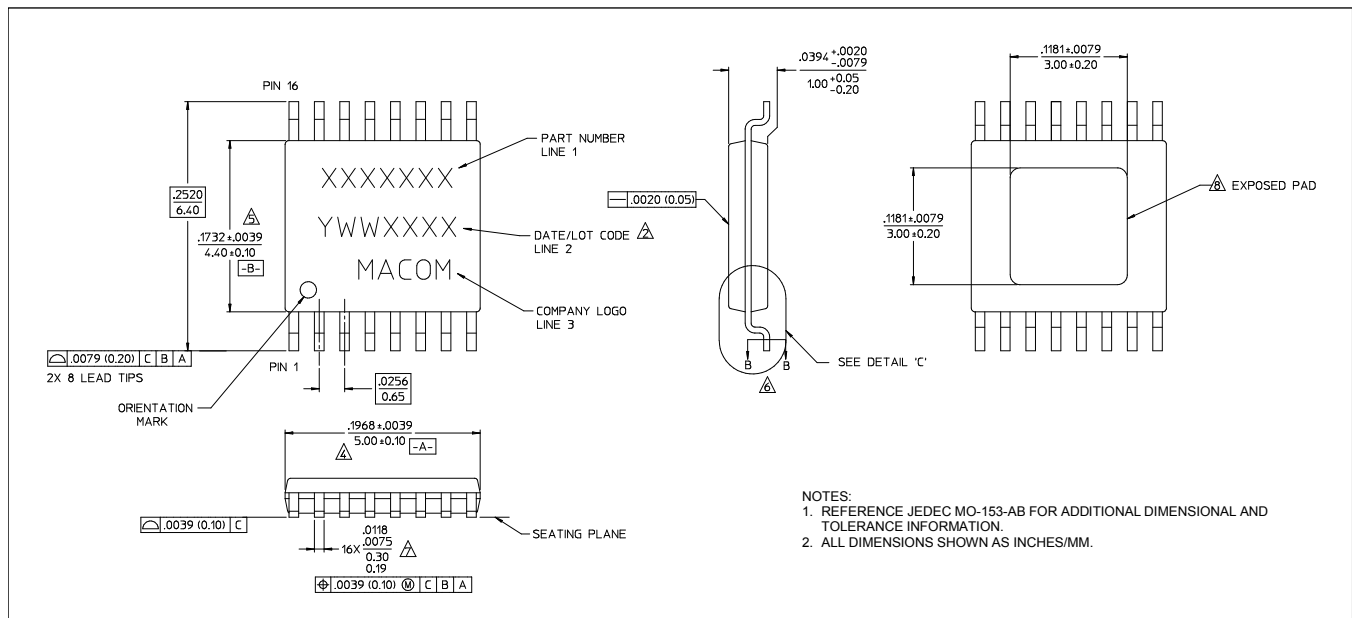 PIN 16
.2520
6.40
5
.1732±.0039
4.40±0.10
-B-
XXXXXXX
YWWXXXX
MACOM
PART NUMBER
LINE 1
DATE/LOT CODE 2
LINE 2
COMPANY LOGO
LINE 3
.0079 (0.20) C B A
2X 8 LEAD TIPS
PIN 1
ORIENTATION
MARK
.0256
0.65
.1968±.0039
5.00±0.10 -A-
4
.0039 (0.10) C
SEATING PLANE
16X
.0118
.0075
0.30
0.19
7
⌖ .0039 (0.10) Ⓜ C B A
.0394 +.0020
-.0079
1.00 +0.05
-0.20
.0020 (0.05)
B B
6
SEE DETAIL 'C'
.1181±.0079
3.00±0.20
.1181±.0079
3.00±0.20
8 EXPOSED PAD
NOTES:
1. REFERENCE JEDEC MO-153-AB FOR ADDITIONAL DIMENSIONAL AND
TOLERANCE INFORMATION.
2. ALL DIMENSIONS SHOWN AS INCHES/MM.